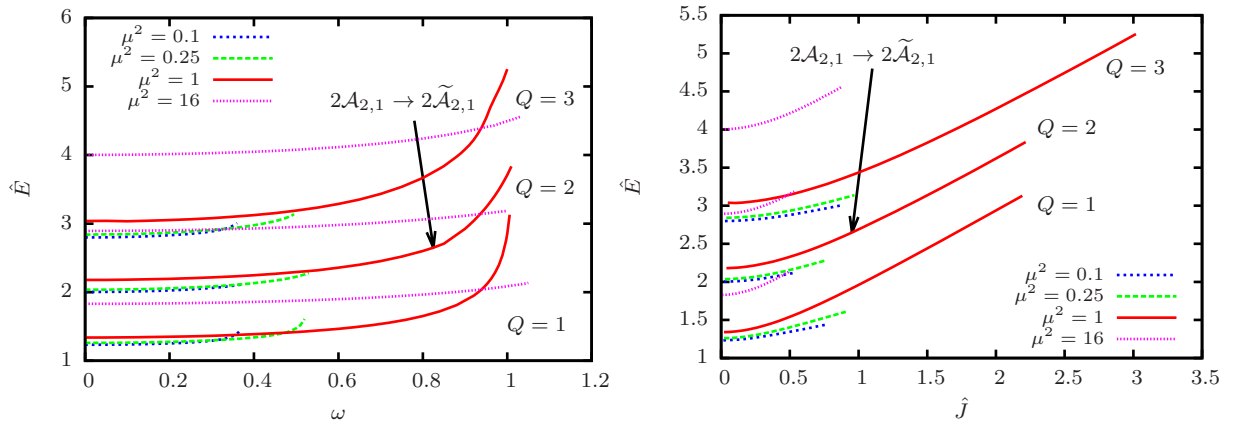 6
5
4
3
2
1
0
0.2
0.4
0.6
0.8
1
1.2
Ê
ω
μ² = 0.1
μ² = 0.25
μ² = 1
μ² = 16
2𝒜₂,₁ → 2𝒜̃₂,₁
Q = 3
Q = 2
Q = 1
5.5
5
4.5
4
3.5
3
2.5
2
1.5
1
0
0.5
1
1.5
2
2.5
3
3.5
Ê
Ĵ
2𝒜₂,₁ → 2𝒜̃₂,₁
Q = 3
Q = 2
Q = 1
μ² = 0.1
μ² = 0.25
μ² = 1
μ² = 16